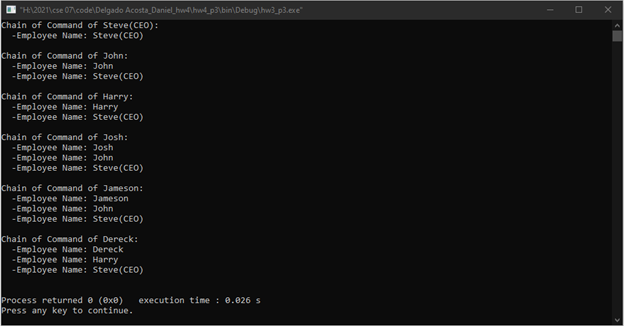 "H:\2021\cse 07\code\Delgado Acosta_Daniel_hw4\hw4_p3\bin\Debug\hw3_p3.exe"
Chain of Command of Steve(CEO):
-Employee Name: Steve(CEO)
Chain of Command of John:
-Employee Name: John
-Employee Name: Steve(CEO)
Chain of Command of Harry:
-Employee Name: Harry
-Employee Name: Steve(CEO)
Chain of Command of Josh:
-Employee Name: Josh
-Employee Name: John
-Employee Name: Steve(CEO)
Chain of Command of Jameson:
-Employee Name: Jameson
-Employee Name: John
-Employee Name: Steve(CEO)
Chain of Command of Dereck:
-Employee Name: Dereck
-Employee Name: Harry
-Employee Name: Steve(CEO)
Process returned 0 (0x0)   execution time : 0.026 s
Press any key to continue.